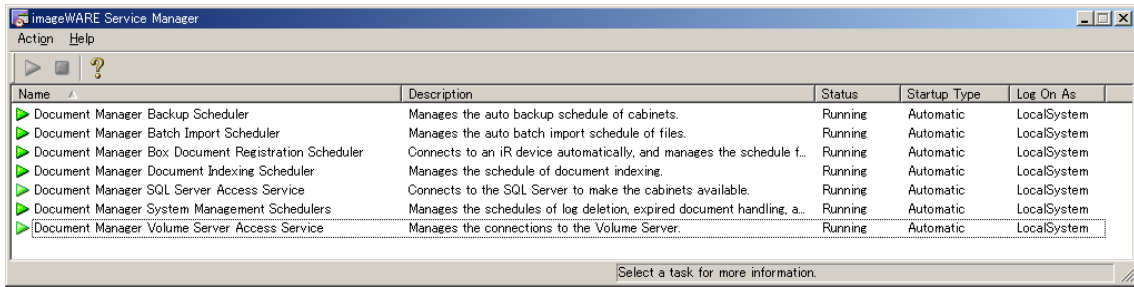 imageWARE Service Manager
Action Help
Name Description Status Startup Type Log On As
Document Manager Backup Scheduler Manages the auto backup schedule of cabinets. Running Automatic LocalSystem
Document Manager Batch Import Scheduler Manages the auto batch import schedule of files. Running Automatic LocalSystem
Document Manager Box Document Registration Scheduler Connects to an iR device automatically, and manages the schedule f... Running Automatic LocalSystem
Document Manager Document Indexing Scheduler Manages the schedule of document indexing. Running Automatic LocalSystem
Document Manager SQL Server Access Service Connects to the SQL Server to make the cabinets available. Running Automatic LocalSystem
Document Manager System Management Schedulers Manages the schedules of log deletion, expired document handling, a... Running Automatic LocalSystem
Document Manager Volume Server Access Service Manages the connections to the Volume Server. Running Automatic LocalSystem
Select a task for more information.